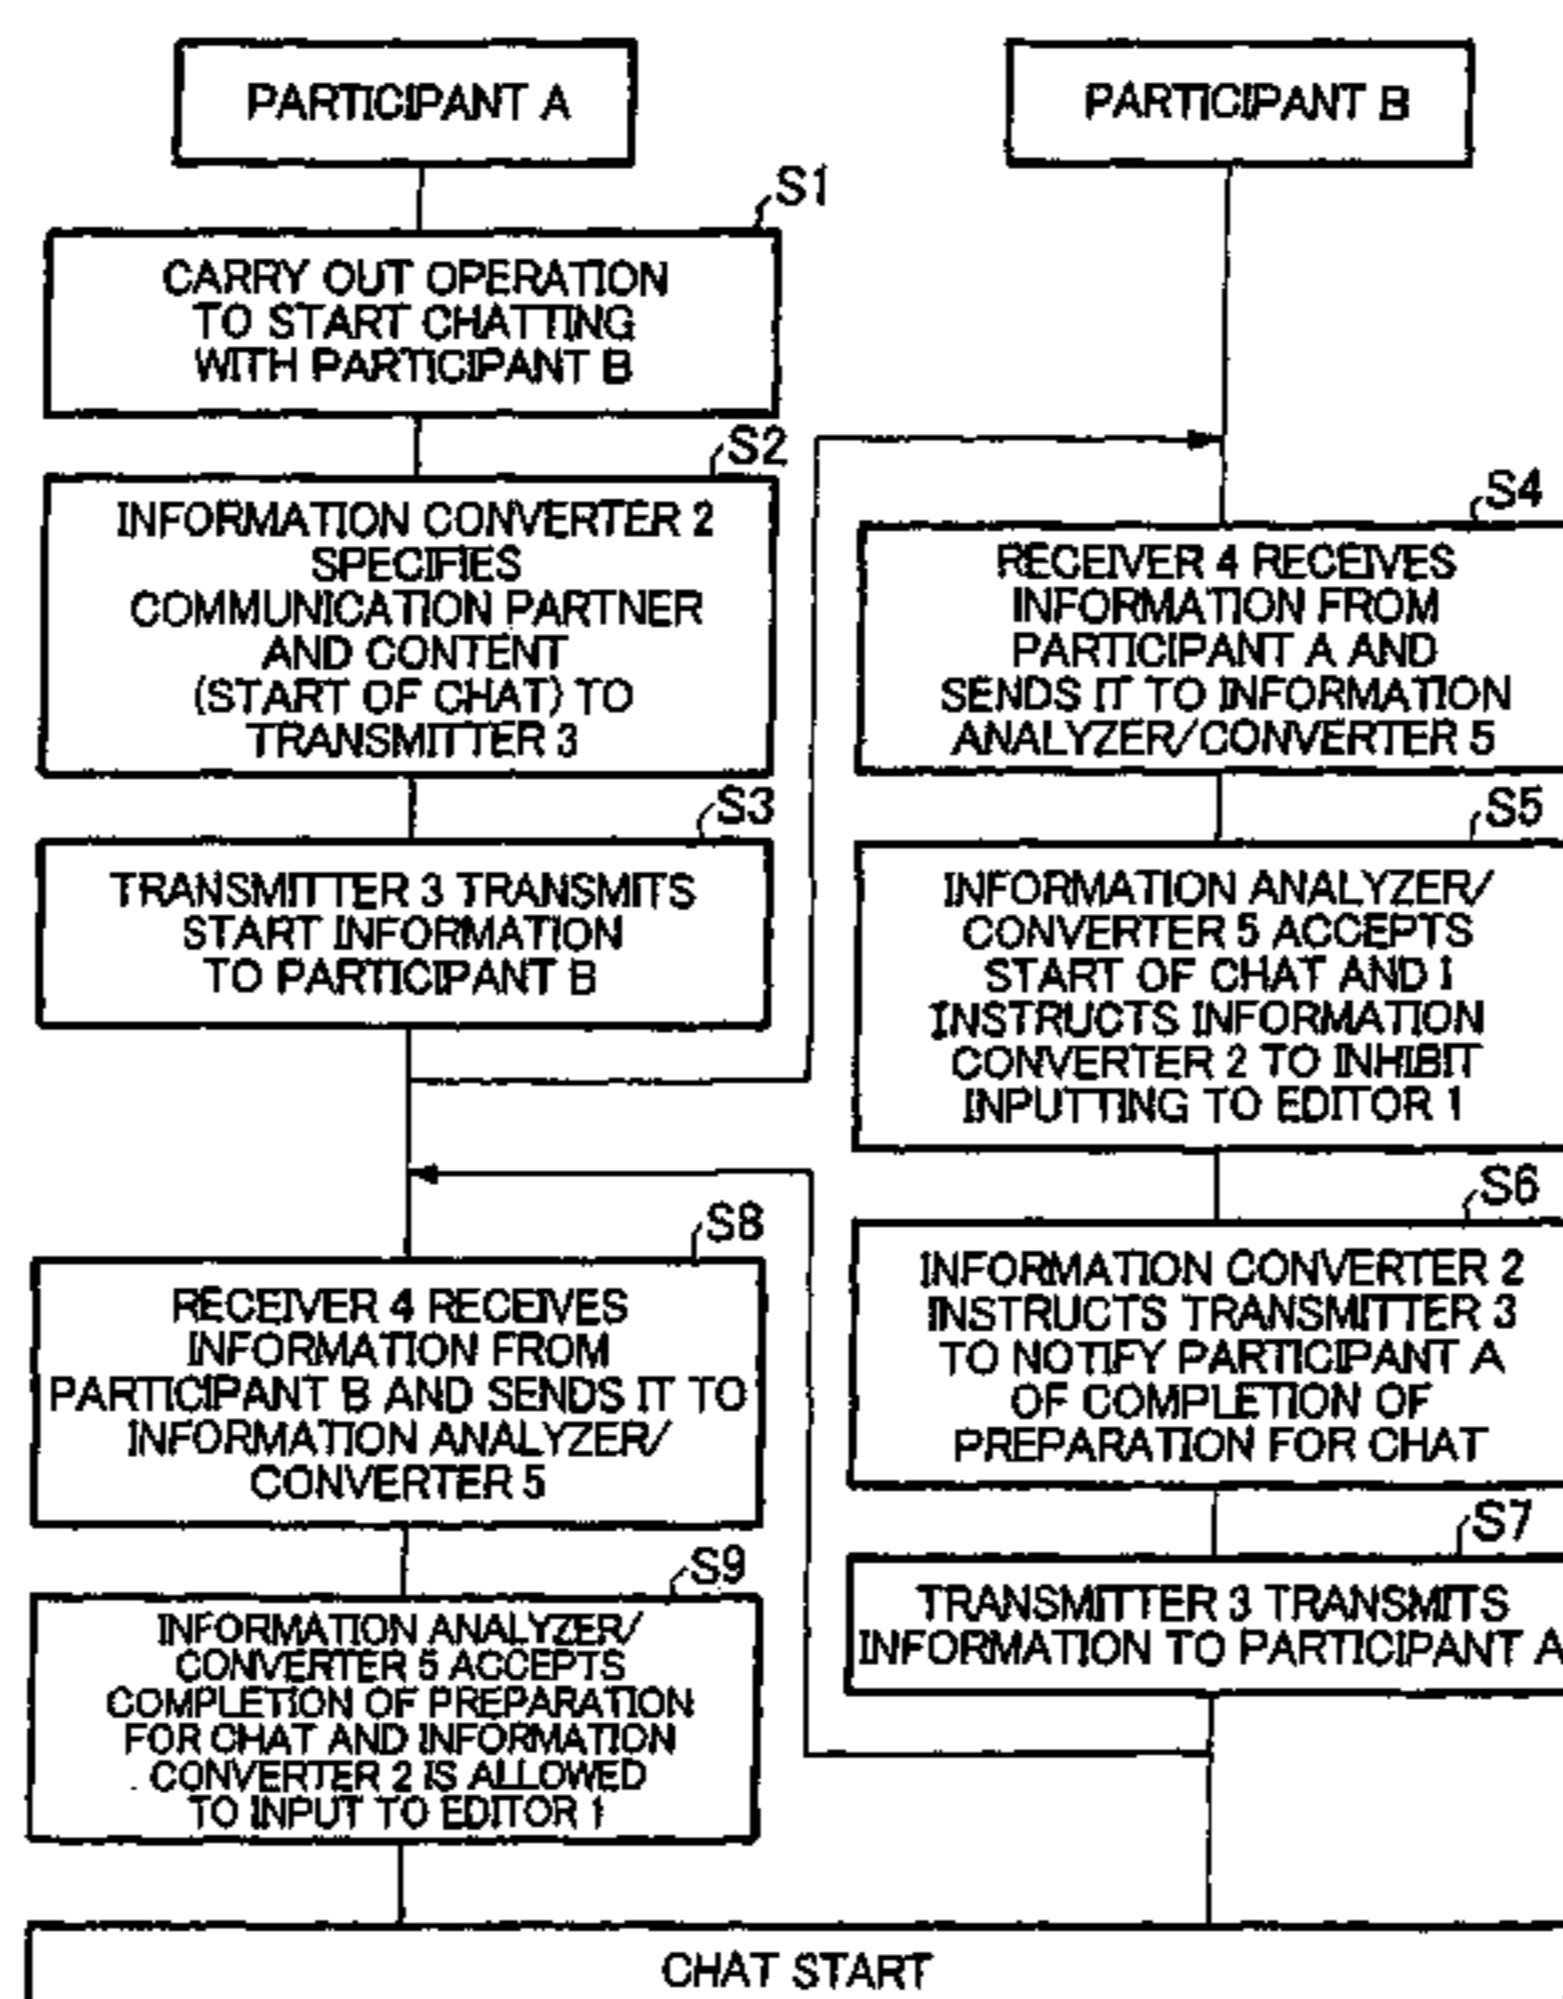 PARTICIPANT A
PARTICIPANT B
S1
CARRY OUT OPERATION
TO START CHATTING
WITH PARTICIPANT B
S2
INFORMATION CONVERTER 2
SPECIFIES
COMMUNICATION PARTNER
AND CONTENT
(START OF CHAT) TO
TRANSMITTER 3
S3
TRANSMITTER 3 TRANSMITS
START INFORMATION
TO PARTICIPANT B
S4
RECEIVER 4 RECEIVES
INFORMATION FROM
PARTICIPANT A AND
SENDS IT TO INFORMATION
ANALYZER/CONVERTER 5
S5
INFORMATION ANALYZER/
CONVERTER 5 ACCEPTS
START OF CHAT AND I
INSTRUCTS INFORMATION
CONVERTER 2 TO INHIBIT
INPUTTING TO EDITOR 1
S6
INFORMATION CONVERTER 2
INSTRUCTS TRANSMITTER 3
TO NOTIFY PARTICIPANT A
OF COMPLETION OF
PREPARATION FOR CHAT
S7
TRANSMITTER 3 TRANSMITS
INFORMATION TO PARTICIPANT A
S8
RECEIVER 4 RECEIVES
INFORMATION FROM
PARTICIPANT B AND SENDS IT TO
INFORMATION ANALYZER/
CONVERTER 5
S9
INFORMATION ANALYZER/
CONVERTER 5 ACCEPTS
COMPLETION OF PREPARATION
FOR CHAT AND INFORMATION
CONVERTER 2 IS ALLOWED
TO INPUT TO EDITOR 1
CHAT START